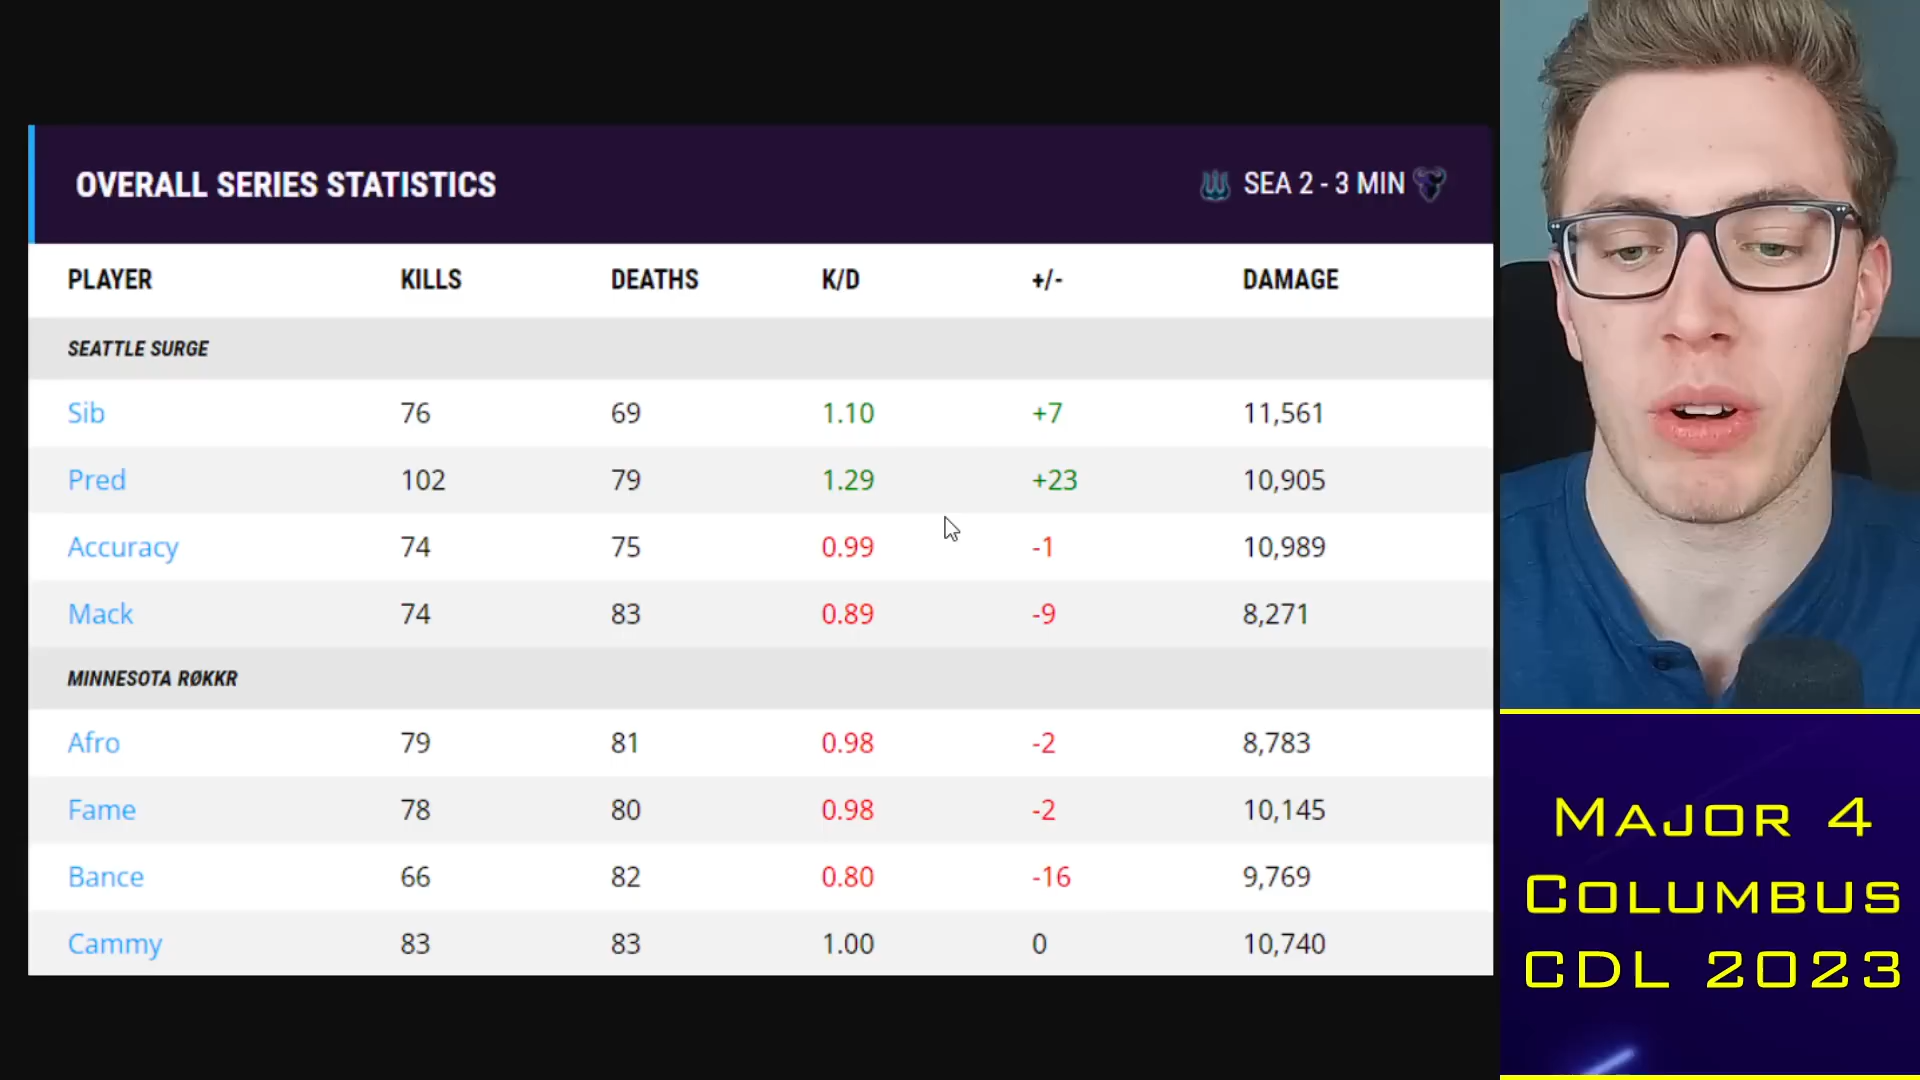 OVERALL SERIES STATISTICS SEA 2 - 3 MIN
PLAYER KILLS DEATHS K/D +/- DAMAGE
SEATTLE SURGE
Sib 76 69 1.10 +7 11,561
Pred 102 79 1.29 +23 10,905
Accuracy 74 75 0.99 -1 10,989
Mack 74 83 0.89 -9 8,271
MINNESOTA RØKKR
Afro 79 81 0.98 -2 8,783
Fame 78 80 0.98 -2 10,145
Bance 66 82 0.80 -16 9,769
Cammy 83 83 1.00 0 10,740
MAJOR 4
COLUMBUS
CDL 2023